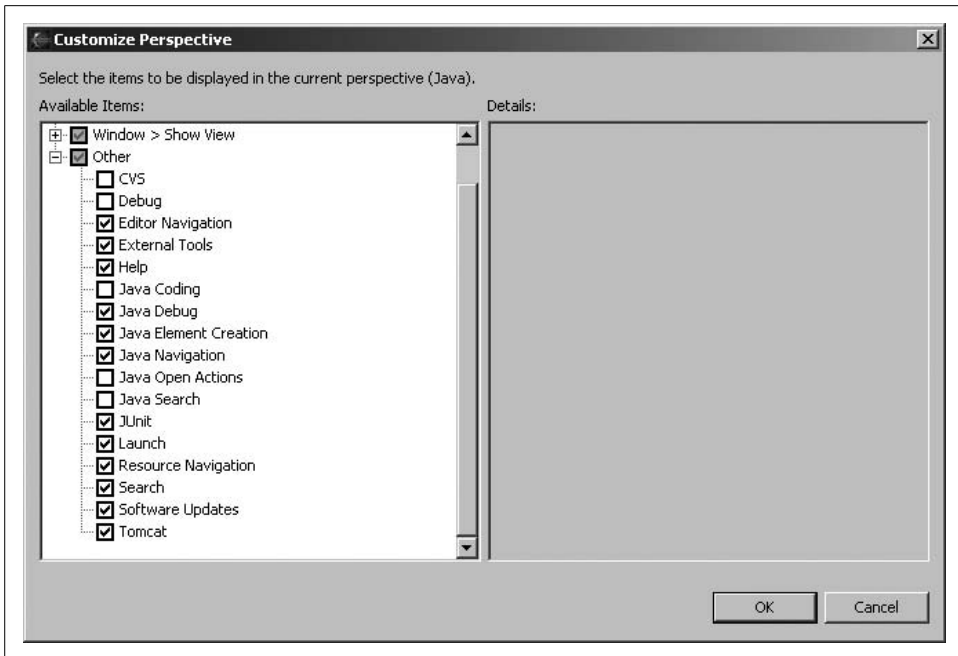 Customize Perspective
Select the items to be displayed in the current perspective (Java).
Available Items:
Details:
Window > Show View
Other
CVS
Debug
Editor Navigation
External Tools
Help
Java Coding
Java Debug
Java Element Creation
Java Navigation
Java Open Actions
Java Search
JUnit
Launch
Resource Navigation
Search
Software Updates
Tomcat
OK
Cancel